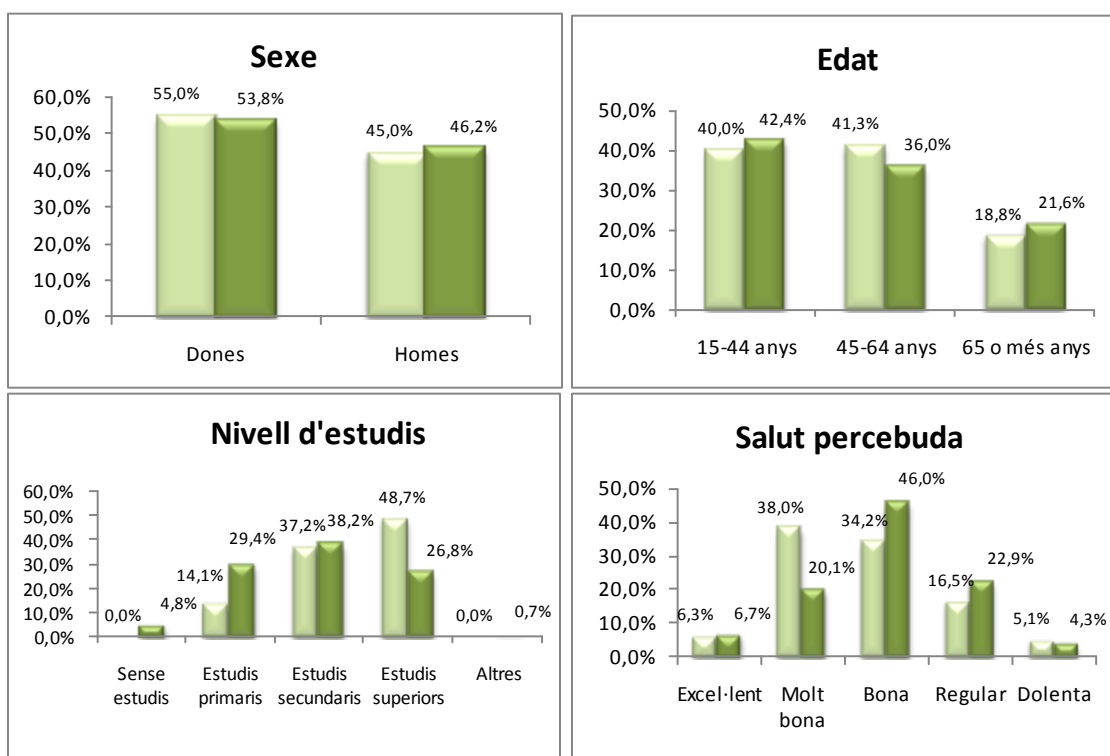 Sexe
60,0%
50,0%
40,0%
30,0%
20,0%
10,0%
0,0%
55,0%
53,8%
45,0%
46,2%
Dones
Homes
Edat
50,0%
40,0%
30,0%
20,0%
10,0%
0,0%
40,0%
42,4%
41,3%
36,0%
18,8%
21,6%
15-44 anys
45-64 anys
65 o més anys
Nivell d'estudis
60,0%
50,0%
40,0%
30,0%
20,0%
10,0%
0,0%
0,0%
4,8%
14,1%
29,4%
37,2%
38,2%
48,7%
26,8%
0,0%
0,7%
Sense
estudis
Estudis
primaris
Estudis
secundaris
Estudis
superiors
Altres
Salut percebuda
50,0%
40,0%
30,0%
20,0%
10,0%
0,0%
6,3%
6,7%
38,0%
20,1%
34,2%
46,0%
16,5%
22,9%
5,1%
4,3%
Excel·lent
Molt
bona
Bona
Regular
Dolenta